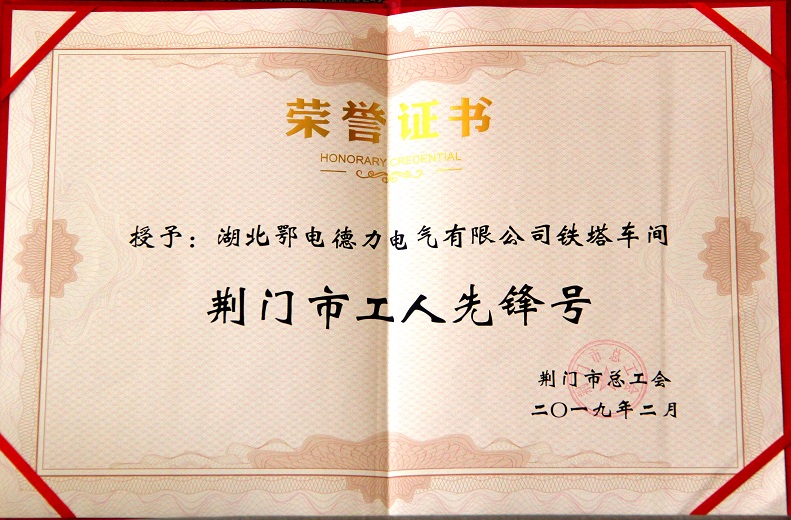 荣誉证书
HONORARY CREDENTIAL
授予：湖北鄂电德力电气有限公司铁塔车间
荆门市工人先锋号
荆门市总工会
二〇一九年二月